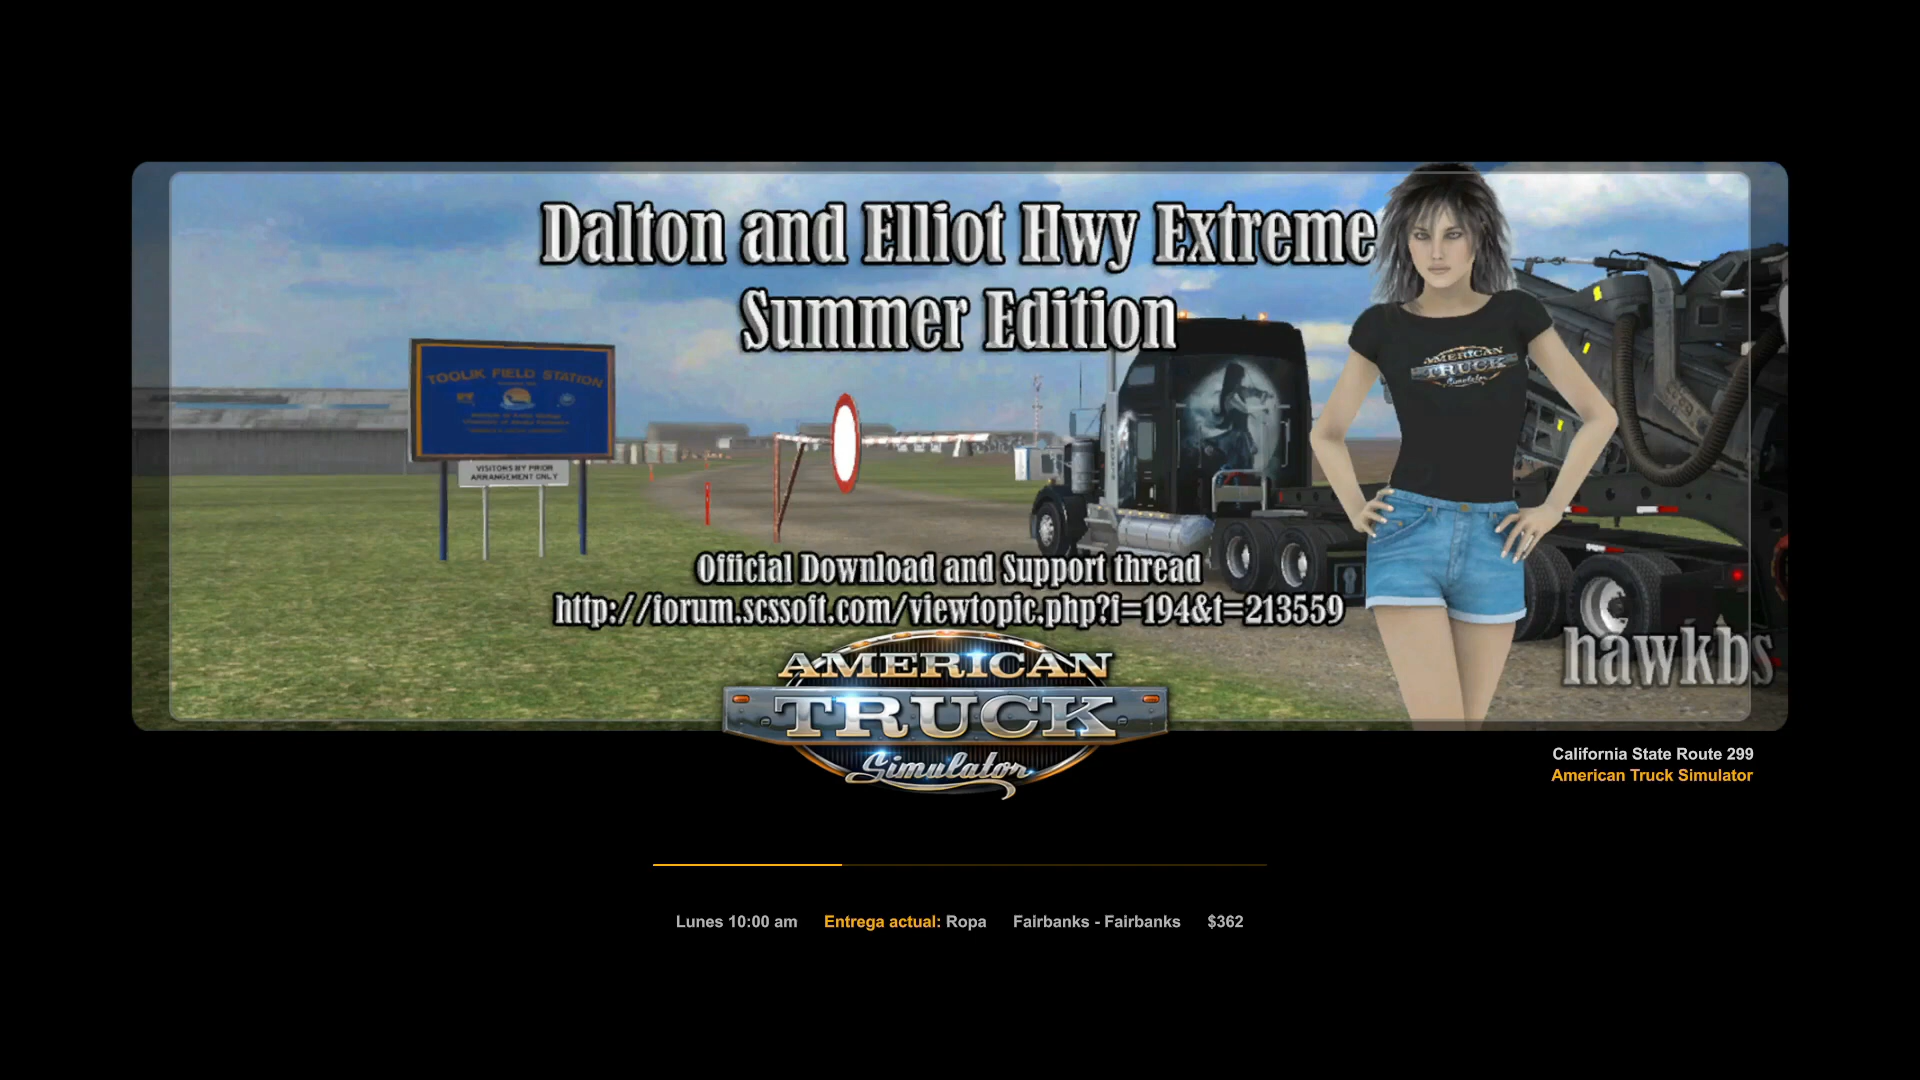 Dalton and Elliot Hwy Extreme
Summer Edition
TOOLIK FIELD STATION
VISITORS BY PRIOR
ARRANGEMENT ONLY
AMERICAN
TRUCK
Simulator
Official Download and Support thread
http://forum.scssoft.com/viewtopic.php?f=194&t=213559
hawkbs
AMERICAN
TRUCK
Simulator
California State Route 299
American Truck Simulator
Lunes 10:00 am Entrega actual: Ropa Fairbanks - Fairbanks $362